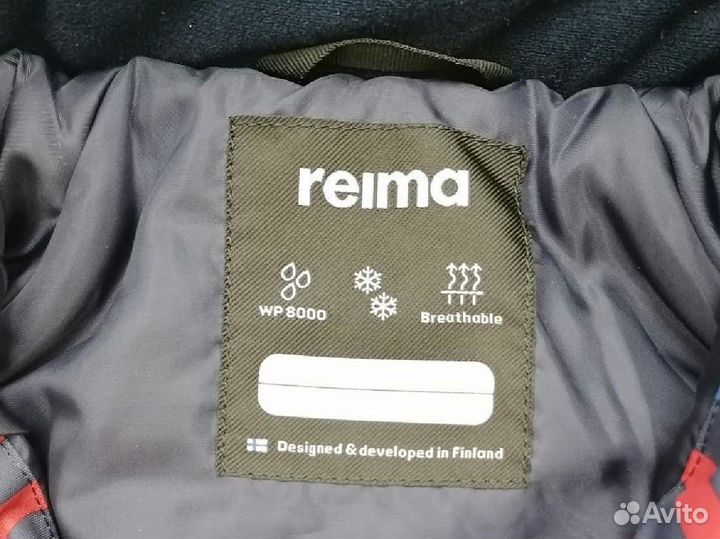 reima
WP 8000
Breathable
Designed & developed in Finland
Avito